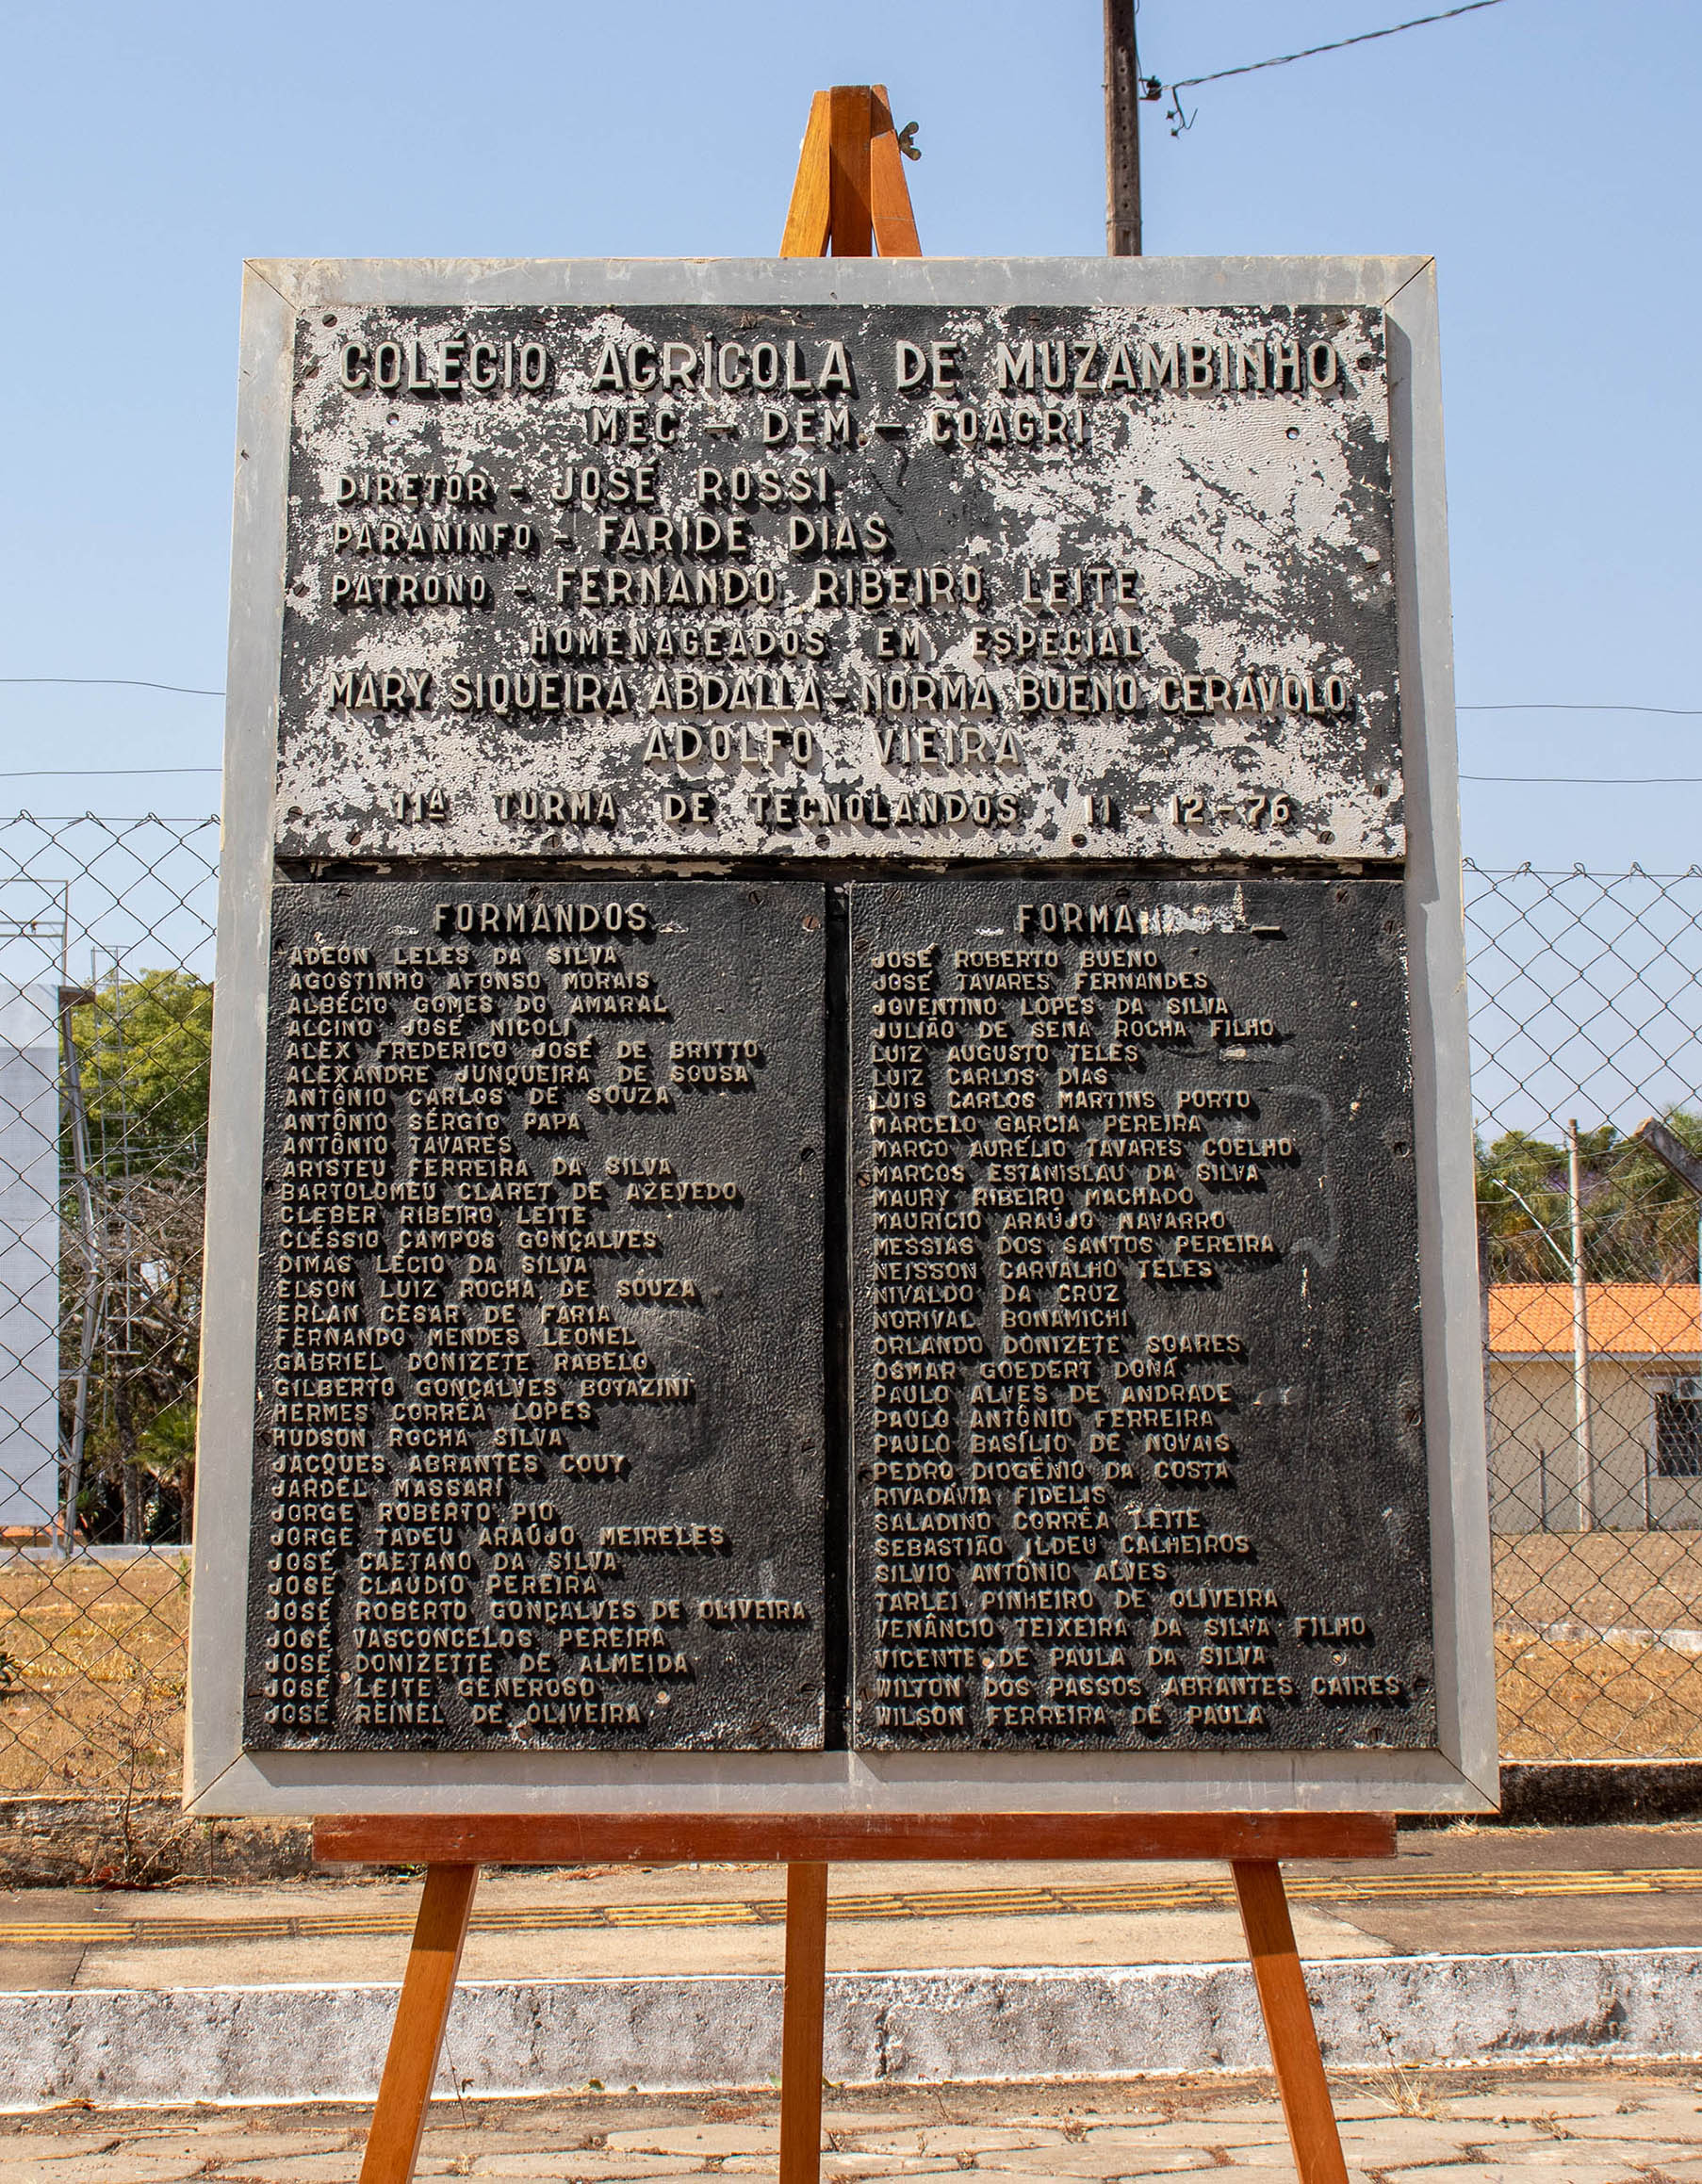 COLÉGIO AGRÍCOLA DE MUZAMBINHO
MEC - DEM - COAGRI
DIRETOR - JOSÉ ROSSI
PARANINFO - FARIDE DIAS
PATRONO - FERNANDO RIBEIRO LEITE
HOMENAGEADOS EM ESPECIAL
MARY SIQUEIRA ABDALLA - NORMA BUENO CERÁVOLO
ADOLFO VIEIRA
11ª TURMA DE TECNOLANDOS 11 - 12 - 76
FORMANDOS
ADEON LELES DA SILVA
AGOSTINHO AFONSO MORAIS
ALBÉCIO GOMES DO AMARAL
ALCINO JOSÉ NICOLI
ALEX FREDERICO JOSÉ DE BRITTO
ALEXANDRE JUNQUEIRA DE SOUSA
ANTÔNIO CARLOS DE SOUZA
ANTÔNIO SÉRGIO PAPA
ANTÔNIO TAVARES
ARISTEU FERREIRA DA SILVA
BARTOLOMEU CLARET DE AZEVEDO
CLEBER RIBEIRO LEITE
CLÉSSIO CAMPOS GONÇALVES
DIMAS LÉCIO DA SILVA
ELSON LUIZ ROCHA DE SOUZA
ERLAN CÉSAR DE FARIA
FERNANDO MENDES LEONEL
GABRIEL DONIZETE RABELO
GILBERTO GONÇALVES BOTAZINI
HERMES CORRÊA LOPES
HUDSON ROCHA SILVA
JACQUES ABRANTES COUY
JARDEL MASSARI
JORGE ROBERTO PIO
JORGE TADEU ARAÚJO MEIRELES
JOSÉ CAETANO DA SILVA
JOSÉ CLAUDIO PEREIRA
JOSÉ ROBERTO GONÇALVES DE OLIVEIRA
JOSÉ VASCONCELOS PEREIRA
JOSÉ DONIZETTE DE ALMEIDA
JOSÉ LEITE GENEROSO
JOSÉ REINEL DE OLIVEIRA
FORMA
JOSÉ ROBERTO BUENO
JOSÉ TAVARES FERNANDES
JOVENTINO LOPES DA SILVA
JULIÃO DE SENA ROCHA FILHO
LUIZ AUGUSTO TELES
LUIZ CARLOS DIAS
LUIS CARLOS MARTINS PORTO
MARCELO GARCIA PEREIRA
MARCO AURÉLIO TAVARES COELHO
MARCOS ESTANISLAU DA SILVA
MAURY RIBEIRO MACHADO
MAURÍCIO ARAÚJO NAVARRO
MESSIAS DOS SANTOS PEREIRA
NEISSON CARVALHO TELES
NIVALDO DA CRUZ
NORIVAL BONAMICHI
ORLANDO DONIZETE SOARES
OSMAR GOEDERT DONÁ
PAULO ALVES DE ANDRADE
PAULO ANTÔNIO FERREIRA
PAULO BASÍLIO DE NOVAIS
PEDRO DIOGÊNIO DA COSTA
RIVADÁVIA FIDELIS
SALADINO CORRÊA LEITE
SEBASTIÃO ILDEU CALHEIROS
SILVIO ANTÔNIO ALVES
TARLEI PINHEIRO DE OLIVEIRA
VENÂNCIO TEIXEIRA DA SILVA FILHO
VICENTE DE PAULA DA SILVA
WILTON DOS PASSOS ABRANTES CAIRES
WILSON FERREIRA DE PAULA